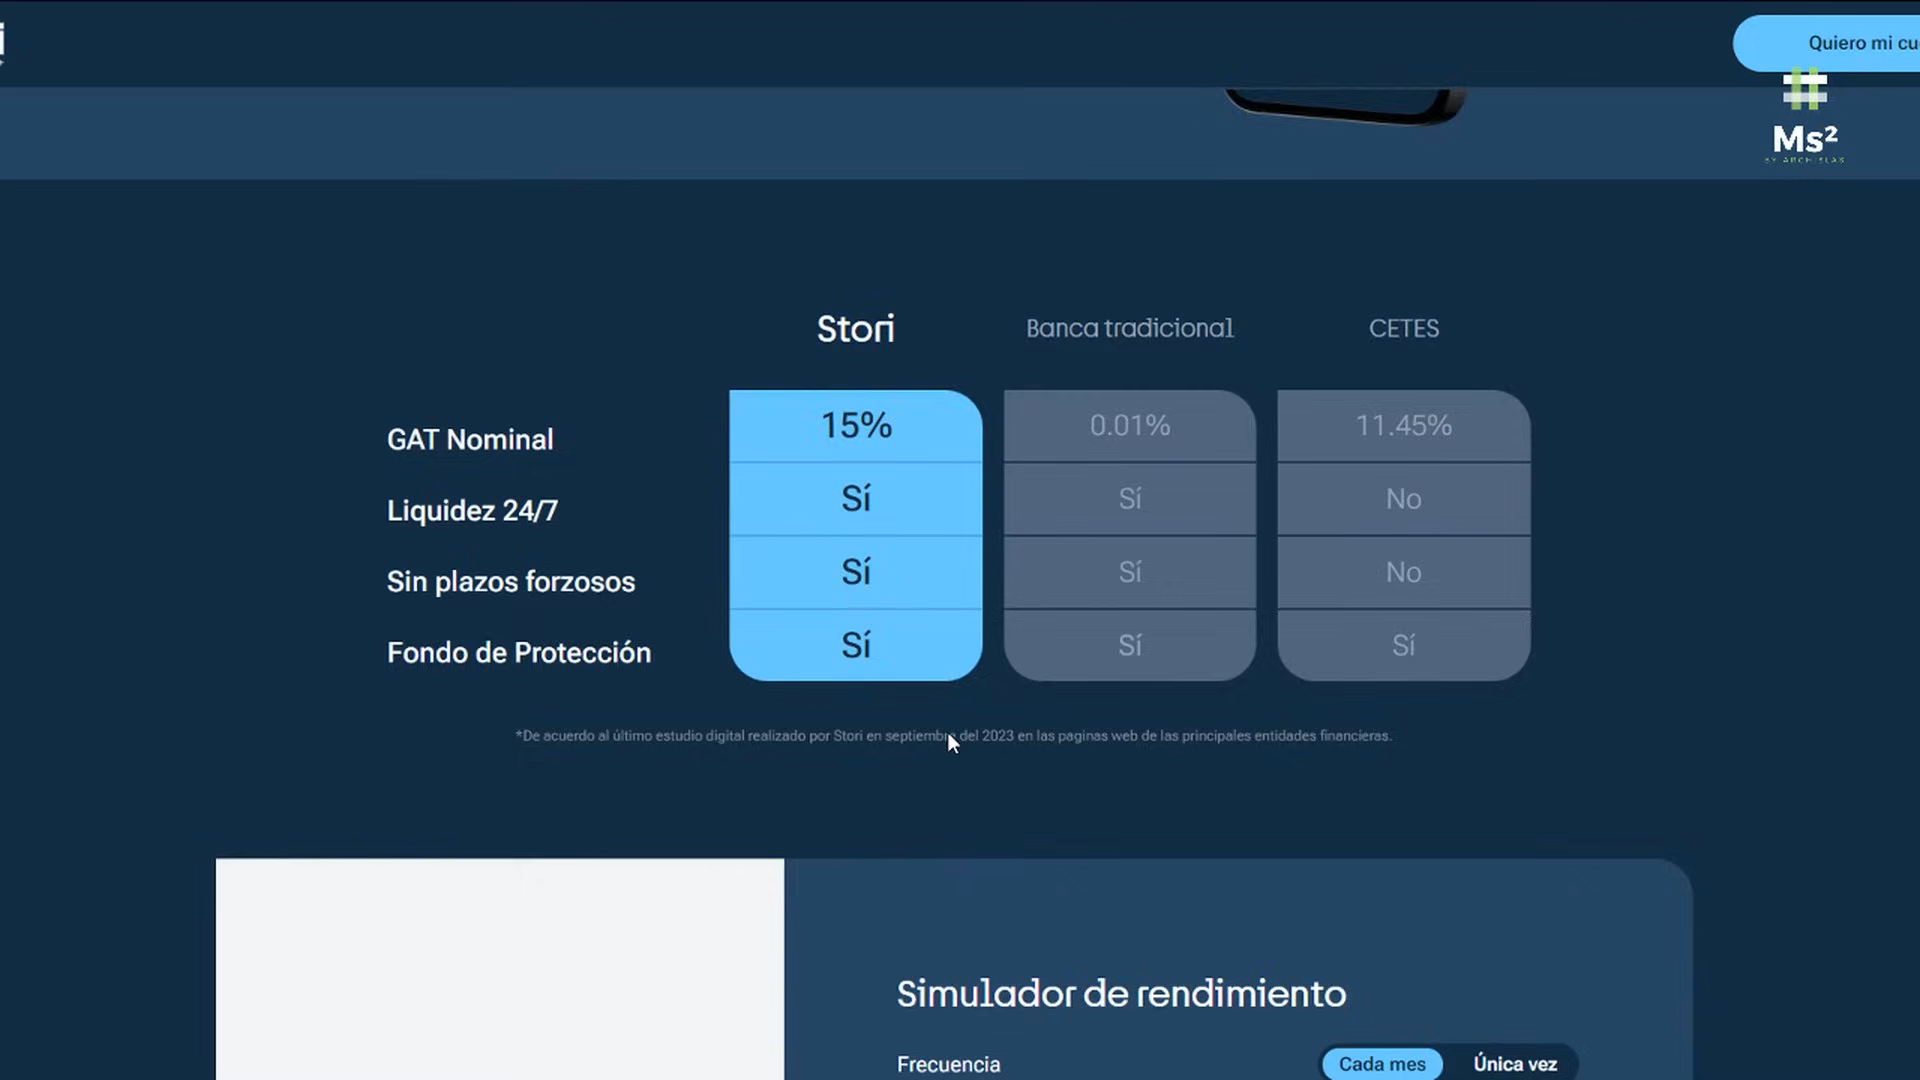 Quiero mi cu
Ms²
BY ARCHISLAS
Stori Banca tradicional CETES
GAT Nominal 15% 0.01% 11.45%
Liquidez 24/7 Sí Sí No
Sin plazos forzosos Sí Sí No
Fondo de Protección Sí Sí Sí
*De acuerdo al último estudio digital realizado por Stori en septiembre del 2023 en las paginas web de las principales entidades financieras.
Simulador de rendimiento
Frecuencia Cada mes Única vez